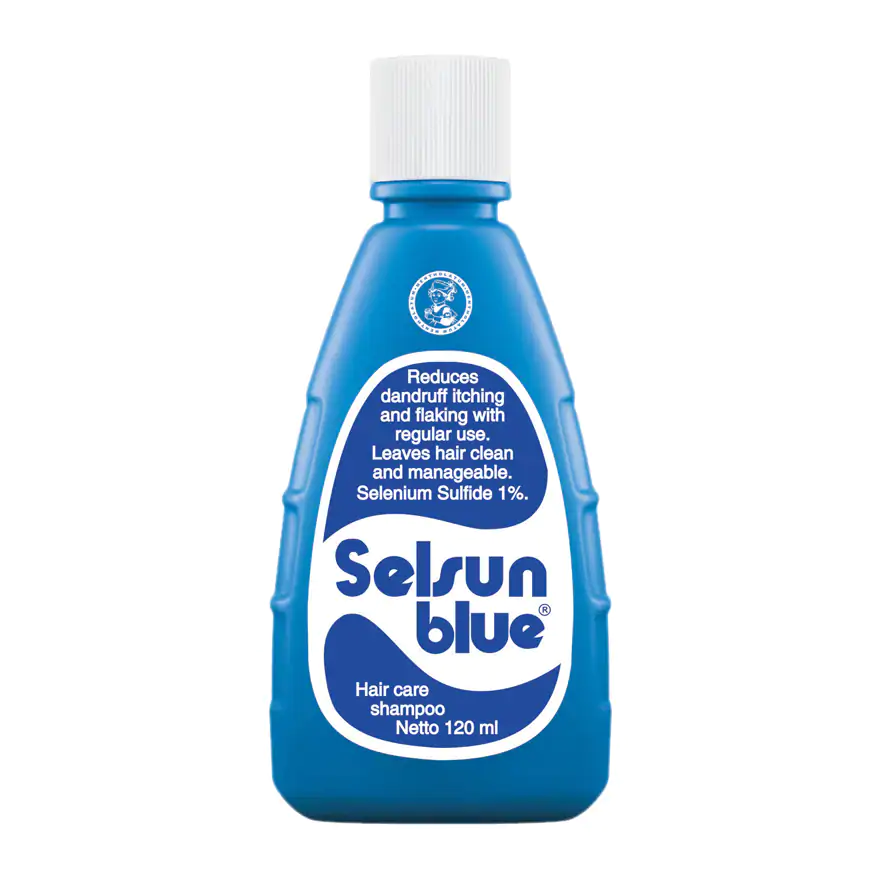 MENTHOLATUM
Reduces
dandruff itching
and flaking with
regular use.
Leaves hair clean
and manageable.
Selenium Sulfide 1%.
Selsun
blue®
Hair care
shampoo
Netto 120 ml